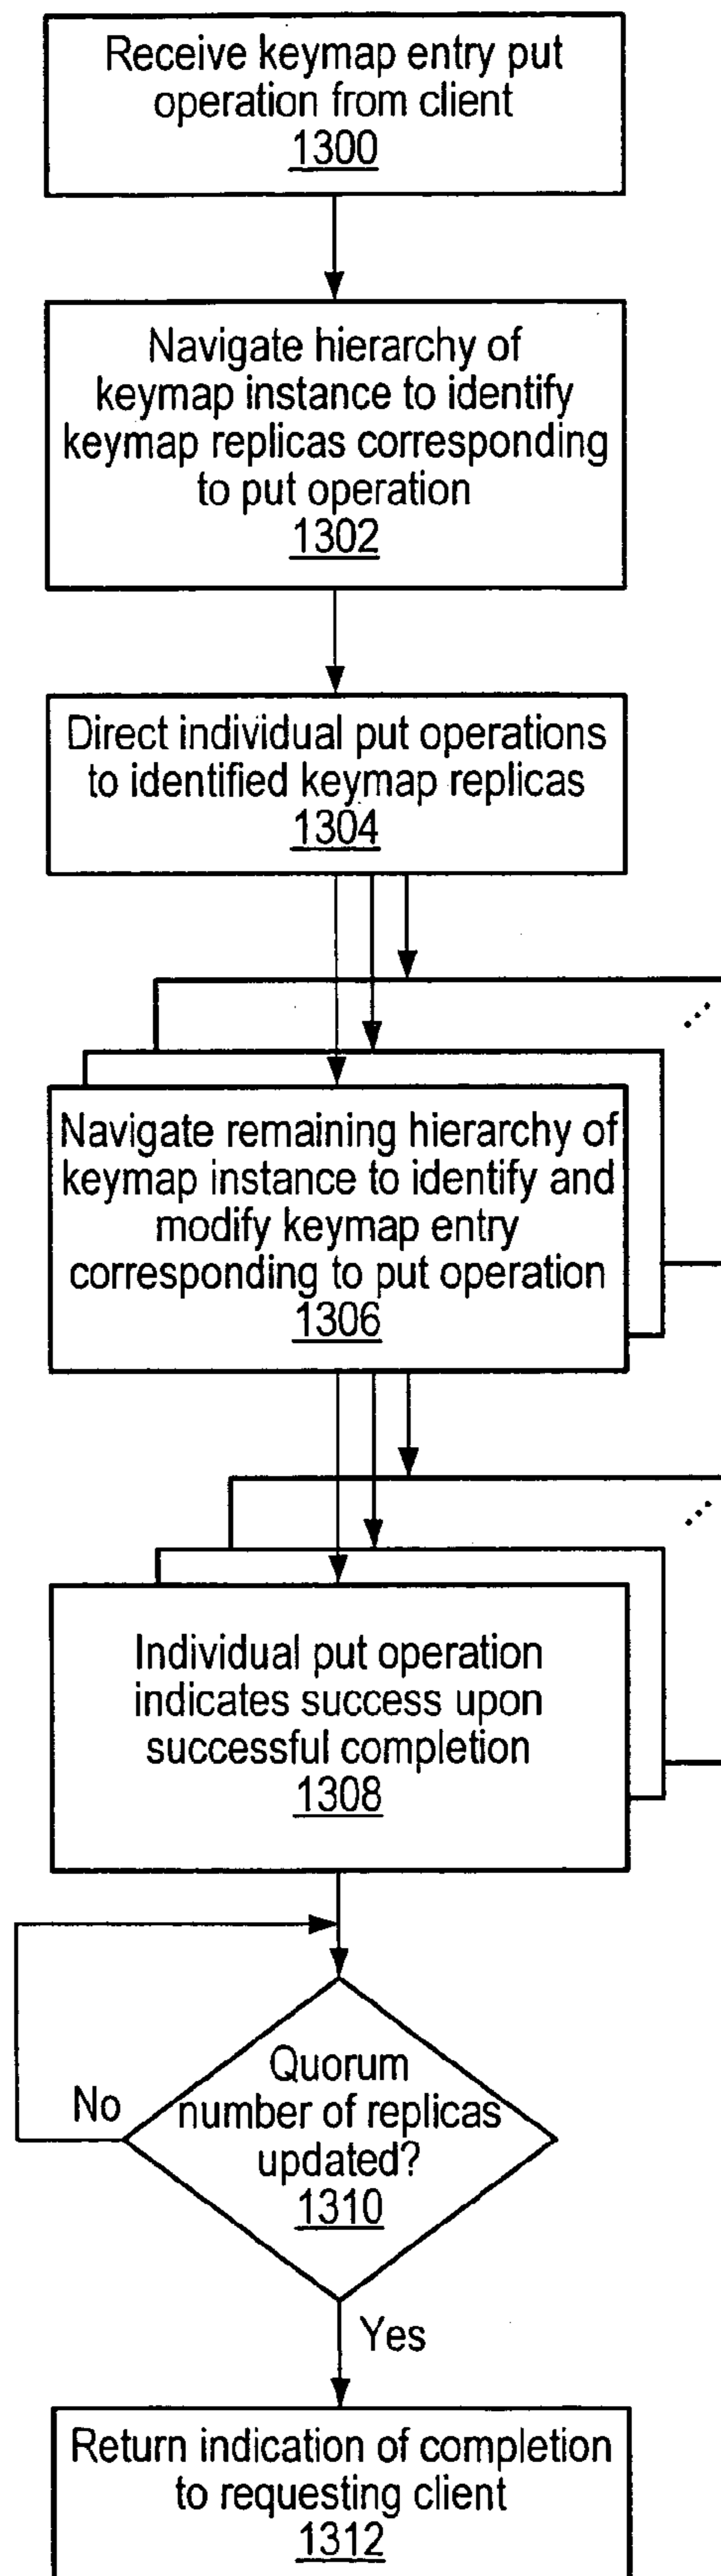 Receive keymap entry put
operation from client
1300
Navigate hierarchy of
keymap instance to identify
keymap replicas corresponding
to put operation
1302
Direct individual put operations
to identified keymap replicas
1304
Navigate remaining hierarchy of
keymap instance to identify and
modify keymap entry
corresponding to put operation
1306
Individual put operation
indicates success upon
successful completion
1308
Quorum
number of replicas
updated?
1310
No
Yes
Return indication of completion
to requesting client
1312